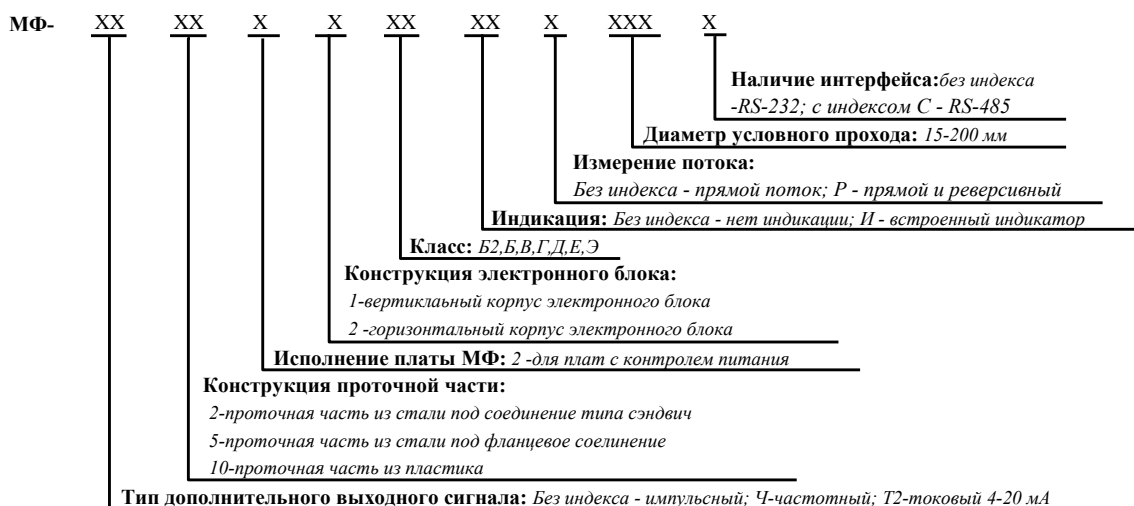 МФ- XX XX X X XX XX X XXX X
Наличие интерфейса:без индекса
-RS-232; с индексом С - RS-485
Диаметр условного прохода: 15-200 мм
Измерение потока:
Без индекса - прямой поток; Р - прямой и реверсивный
Индикация: Без индекса - нет индикации; И - встроенный индикатор
Класс: Б2,Б,В,Г,Д,Е,Э
Конструкция электронного блока:
1-вертиклаьный корпус электронного блока
2 -горизонтальный корпус электронного блока
Исполнение платы МФ: 2 -для плат с контролем питания
Конструкция проточной части:
2-проточная часть из стали под соединение типа сэндвич
5-проточная часть из стали под фланцевое соелинение
10-проточная часть из пластика
Тип дополнительного выходного сигнала: Без индекса - импульсный; Ч-частотный; Т2-токовый 4-20 мА